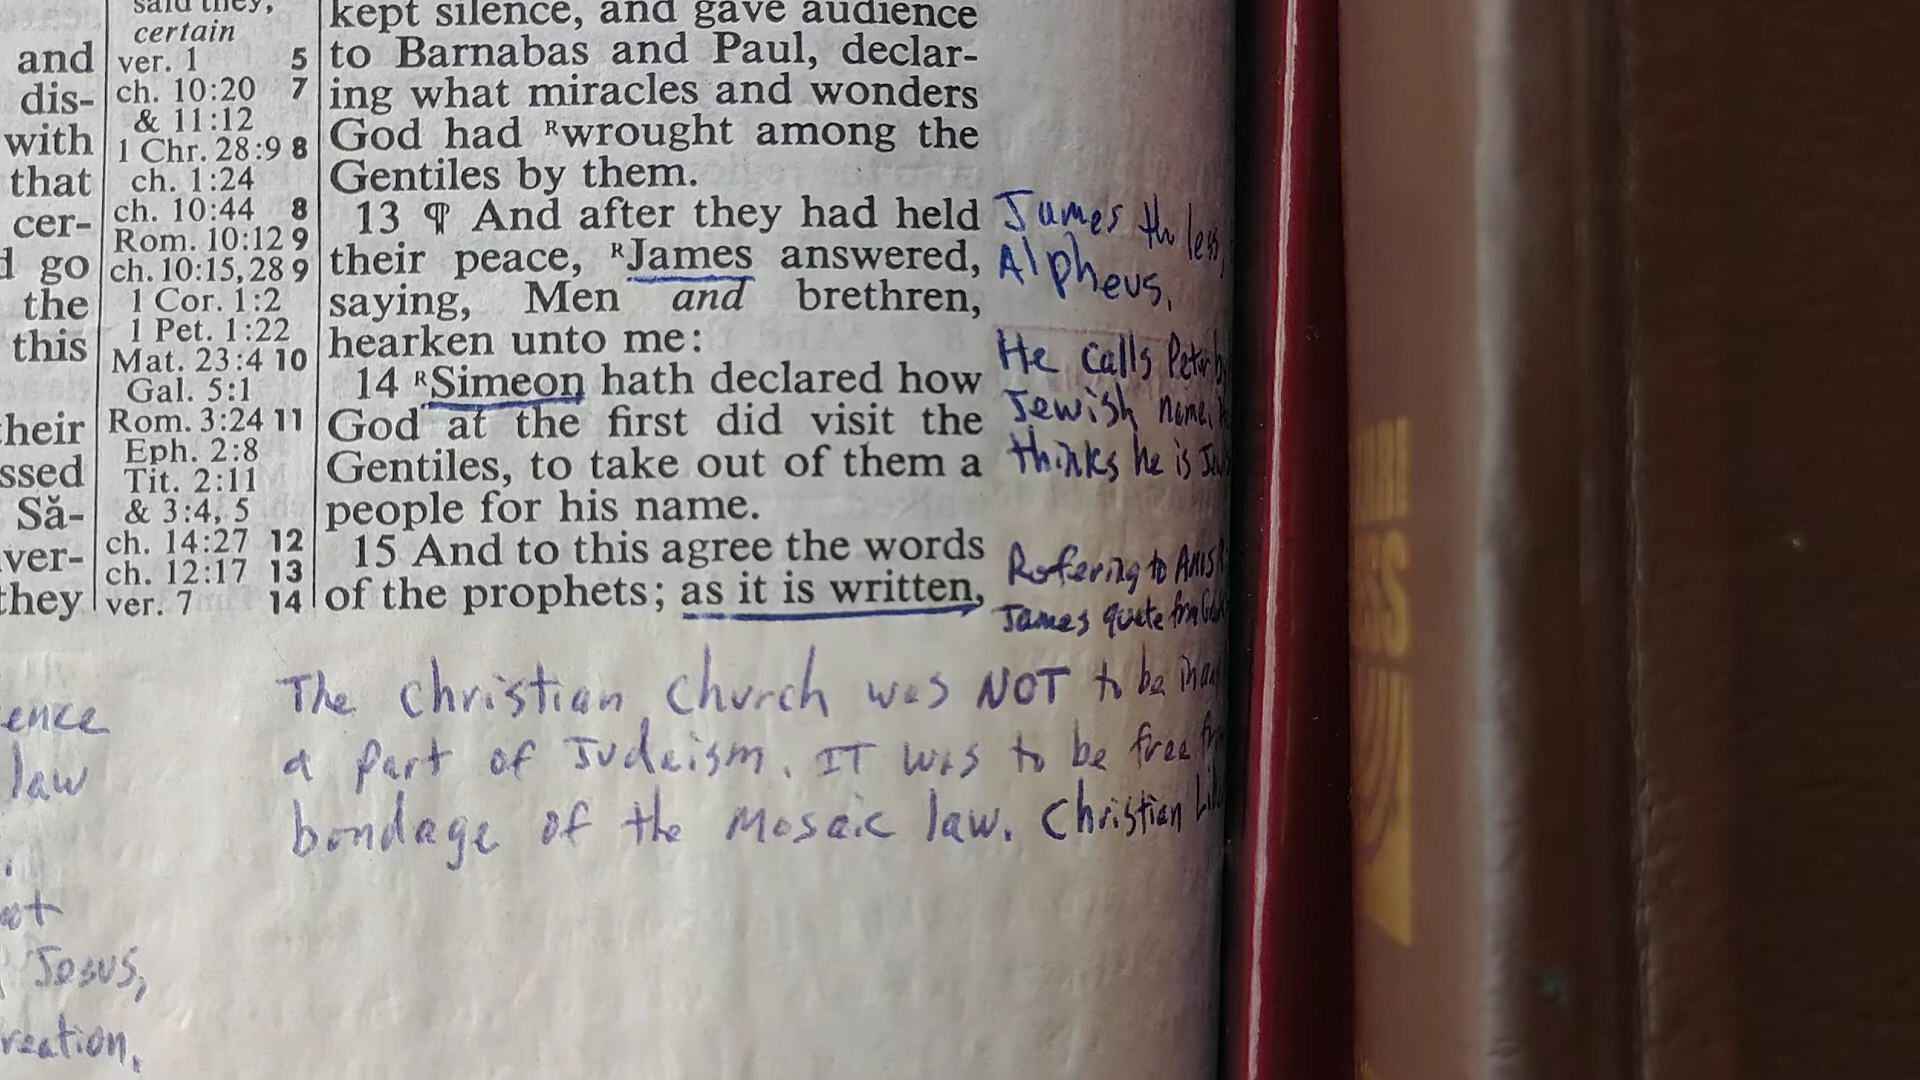 and
dis-
with
that
cer-
go
the
this
their
ssed
Să-
ver-
they
said they,
certain
ver. 1 5
ch. 10:20 7
& 11:12
1 Chr. 28:9 8
ch. 1:24
ch. 10:44 8
Rom. 10:12 9
ch. 10:15, 28 9
1 Cor. 1:2
1 Pet. 1:22
Mat. 23:4 10
Gal. 5:1
Rom. 3:24 11
Eph. 2:8
Tit. 2:11
& 3:4, 5
ch. 14:27 12
ch. 12:17 13
ver. 7 14
kept silence, and gave audience
to Barnabas and Paul, declar-
ing what miracles and wonders
God had ᴿwrought among the
Gentiles by them.
13 ¶ And after they had held
their peace, ᴿJames answered,
saying, Men and brethren,
hearken unto me:
14 ᴿSimeon hath declared how
God at the first did visit the
Gentiles, to take out of them a
people for his name.
15 And to this agree the words
of the prophets; as it is written,
James th less,
Alpheus,
He calls Peter
Jewish name,
thinks he is
Refering to
James quote from
The Christian Church was NOT to be
a part of Judaism. IT was to be free
bondage of the Mosaic law. Christian
ence
law
Jesus,
reation.